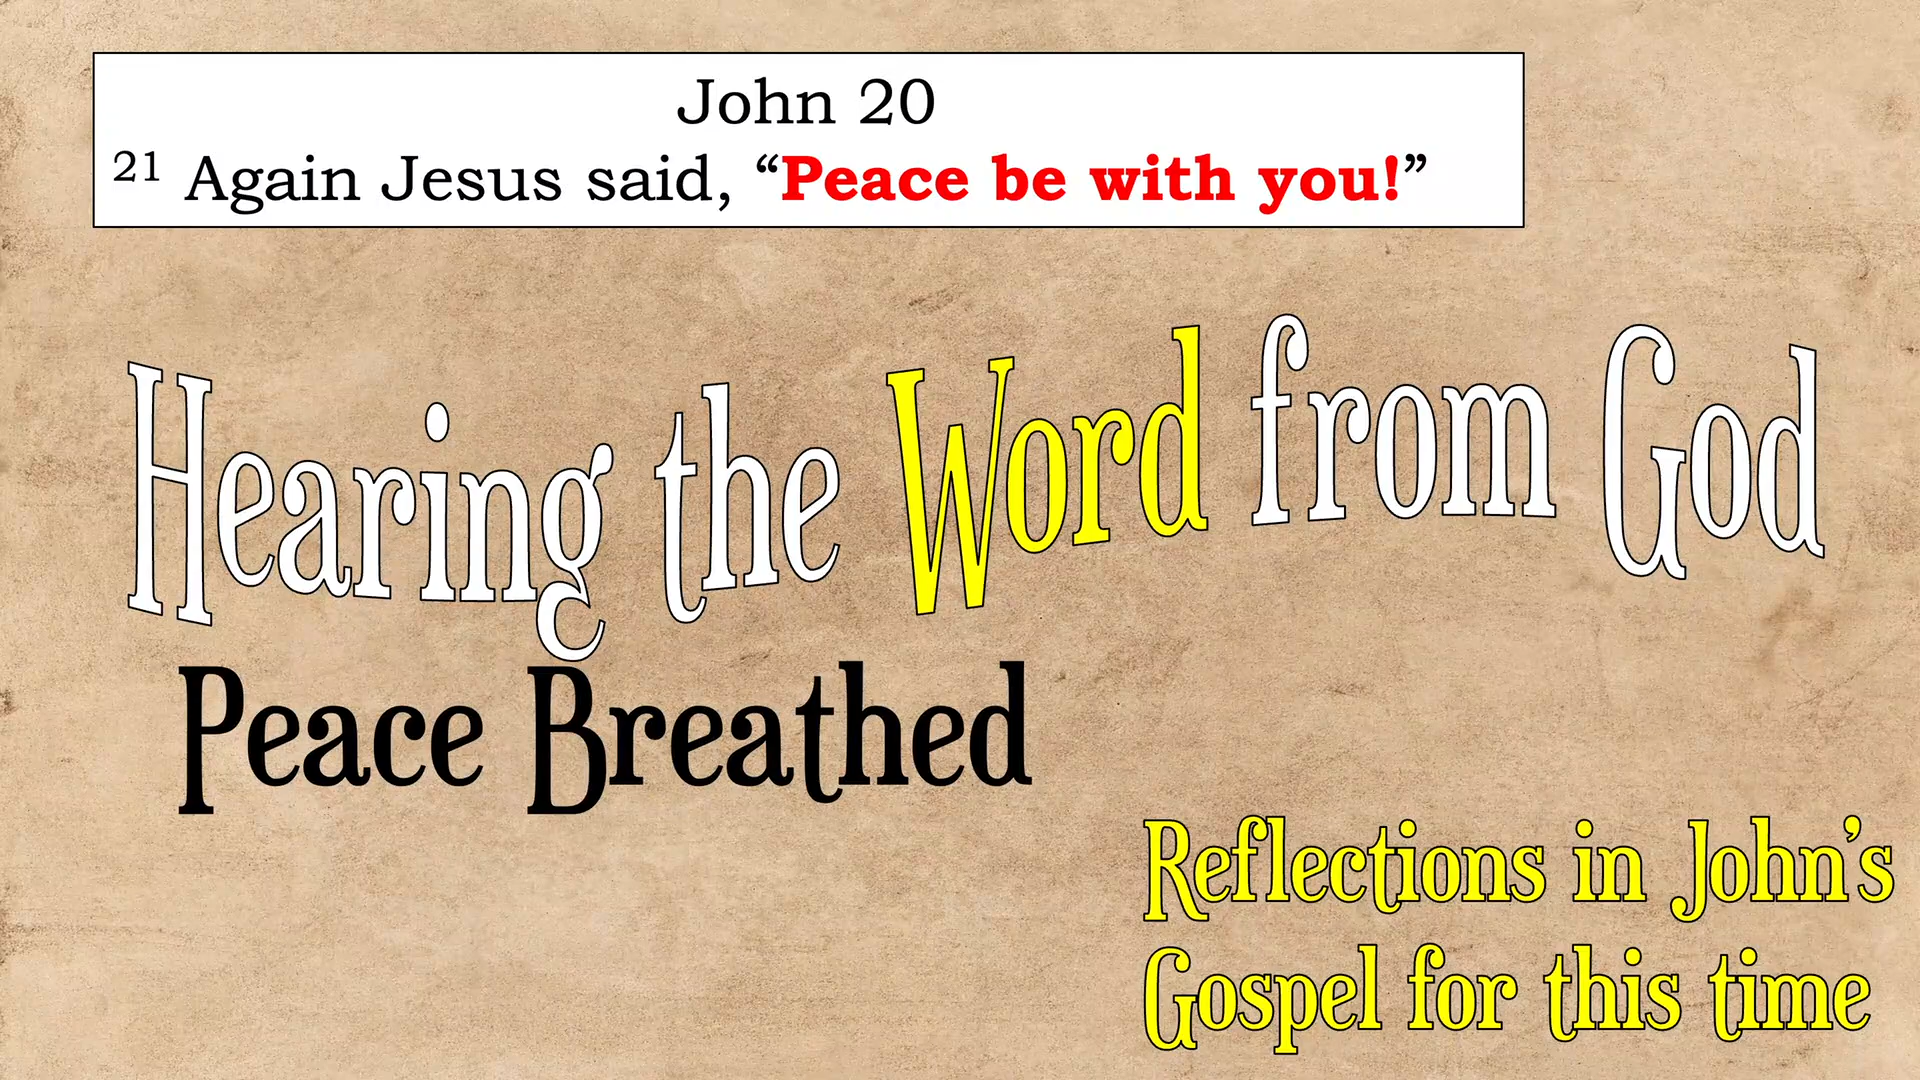 John 20
21 Again Jesus said, “Peace be with you!”
Hearing the Word from God
Peace Breathed
Reflections in John’s
Gospel for this time